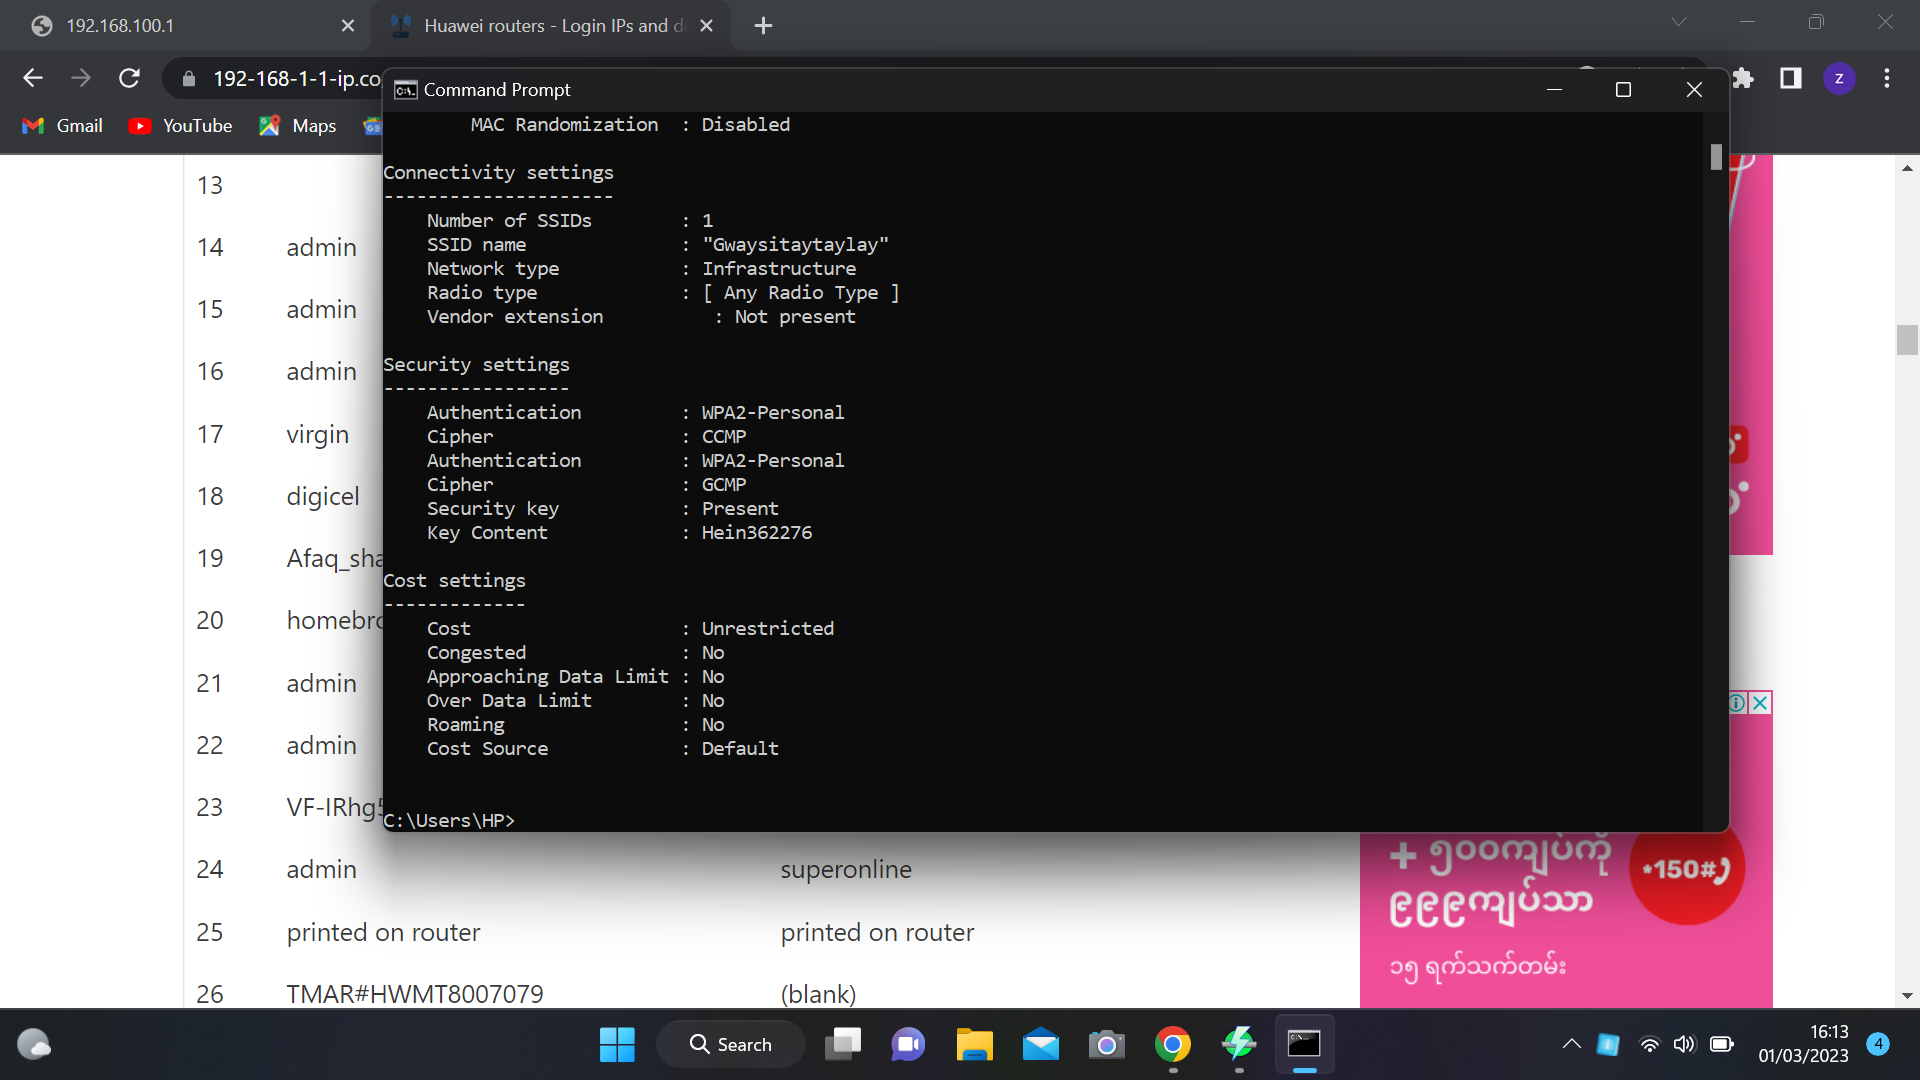 192.168.100.1
Huawei routers - Login IPs and d
192-168-1-1-ip.co
Z
Gmail
YouTube
Maps
Command Prompt
MAC Randomization : Disabled
Connectivity settings
---------------------
Number of SSIDs : 1
SSID name : "Gwaysitaytaylay"
Network type : Infrastructure
Radio type : [ Any Radio Type ]
Vendor extension : Not present
Security settings
-----------------
Authentication : WPA2-Personal
Cipher : CCMP
Authentication : WPA2-Personal
Cipher : GCMP
Security key : Present
Key Content : Hein362276
Cost settings
-------------
Cost : Unrestricted
Congested : No
Approaching Data Limit : No
Over Data Limit : No
Roaming : No
Cost Source : Default
C:\Users\HP>
13
14 admin
15 admin
16 admin
17 virgin
18 digicel
19 Afaq_sha
20 homebro
21 admin
22 admin
23 VF-IRhg5
24 admin superonline
25 printed on router printed on router
26 TMAR#HWMT8007079 (blank)
+ ၅၀၀ကျပ်ကို
၉၉၉ကျပ်သာ
*150#
၁၅ ရက်သက်တမ်း
Search
16:13
01/03/2023
4